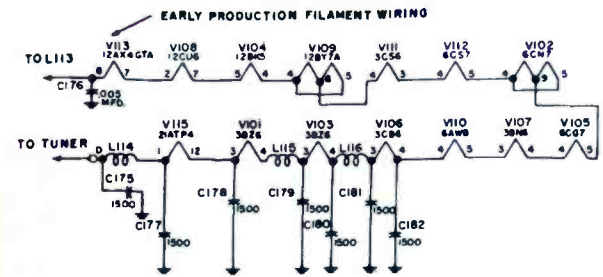 EARLY PRODUCTION FILAMENT WIRING
V113 V108 V104 V109 V111 V112 V102
12AX4GTA 12CU6 12BK5 12BY7A 3CS6 6CS7 6CN7
TO L113 8 7 2 7 5 4 4 6 5 4 3 4 5 4 9 5
C176 .005 MFD.
V115 V101 V103 V106 V110 V107 V105
21ATP4 3BZ6 3BZ6 3CB6 6AW8 3BN6 6CG7
TO TUNER D L114 1 12 3 4 L115 3 4 L116 3 4 4 5 4 3 4 5
C175 1500
C177 1500
C178 1500
C179 1500
C180 1500
C181 1500
C182 1500